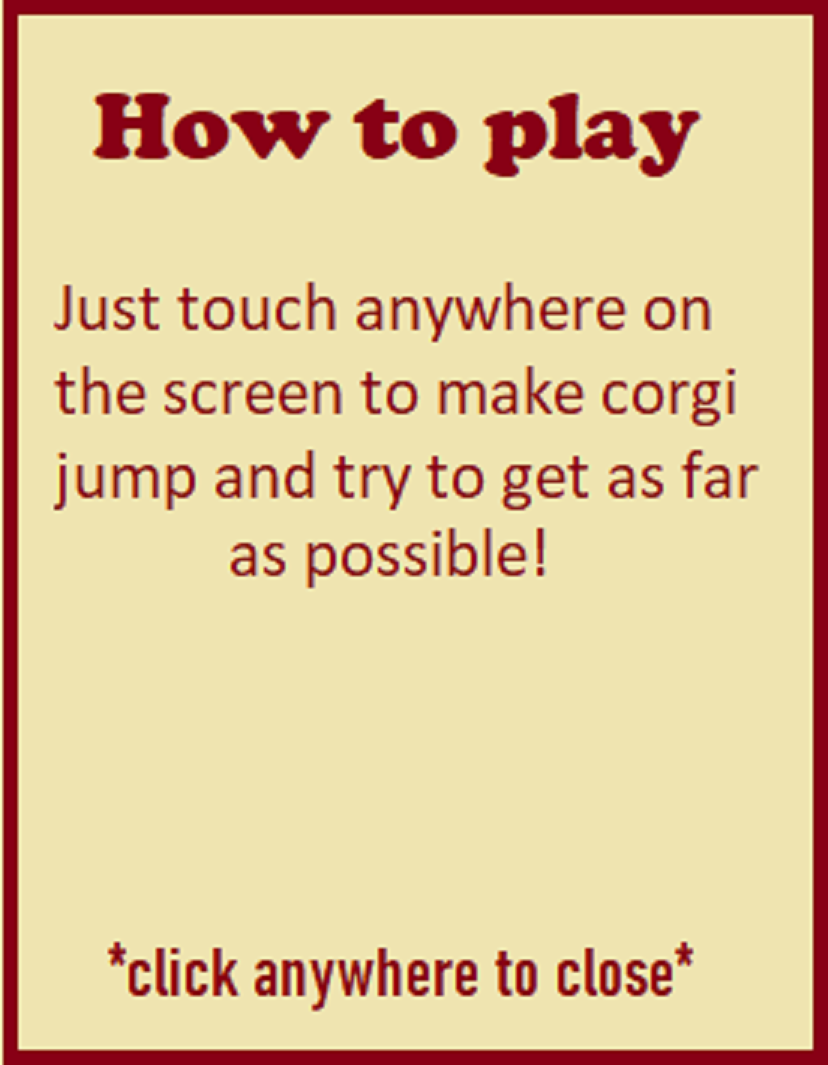 How to play
Just touch anywhere on
the screen to make corgi
jump and try to get as far
as possible!
*click anywhere to close*